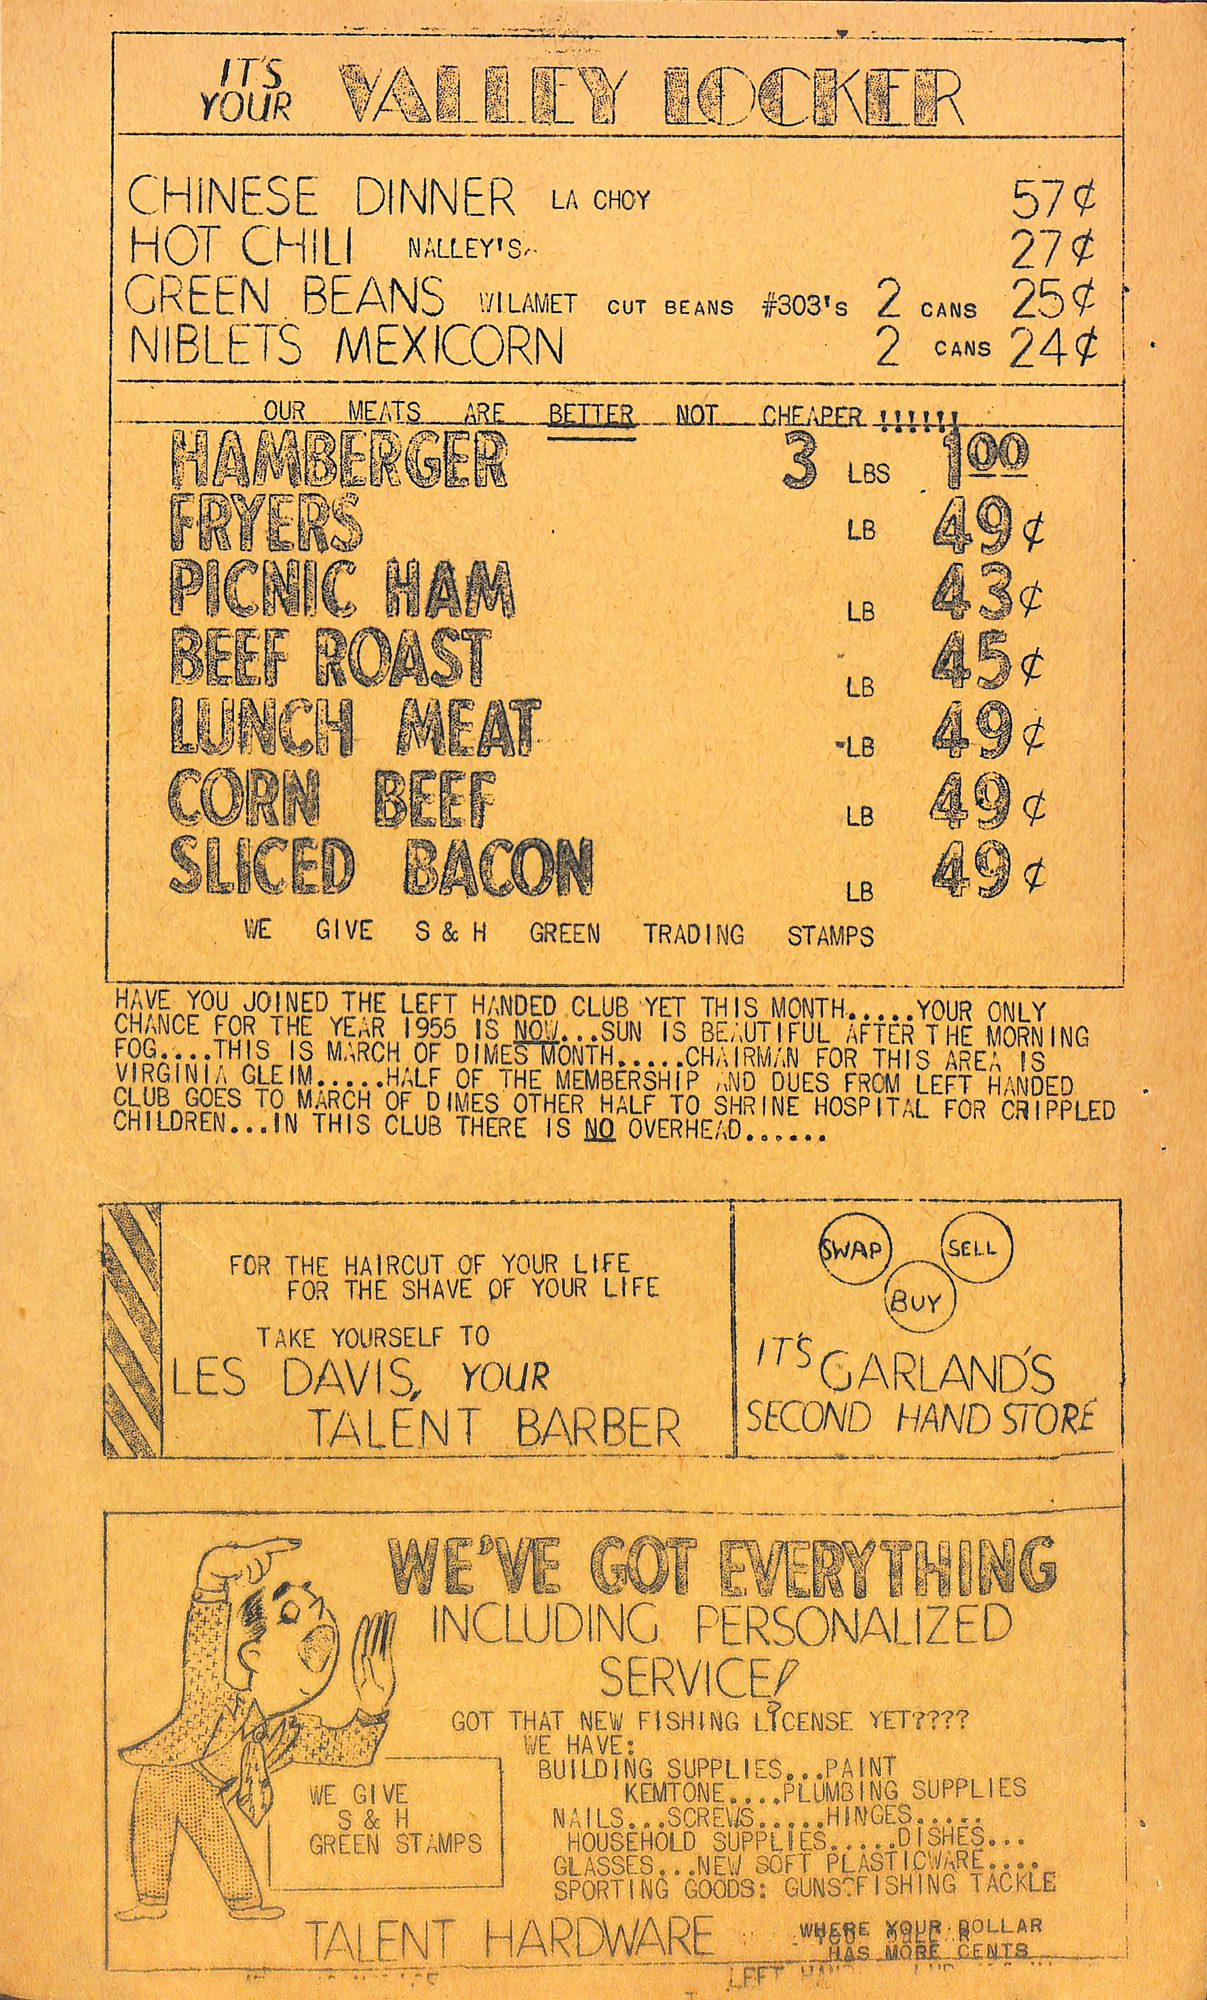 IT'S YOUR VALLEY LOCKER
CHINESE DINNER LA CHOY 57¢
HOT CHILI NALLEY'S 27¢
GREEN BEANS WILAMET CUT BEANS #303's 2 CANS 25¢
NIBLETS MEXICORN 2 CANS 24¢
OUR MEATS ARE BETTER NOT CHEAPER !!!!!!
HAMBERGER 3 LBS 100
FRYERS LB 49¢
PICNIC HAM LB 43¢
BEEF ROAST LB 45¢
LUNCH MEAT LB 49¢
CORN BEEF LB 49¢
SLICED BACON LB 49¢
WE GIVE S & H GREEN TRADING STAMPS
HAVE YOU JOINED THE LEFT HANDED CLUB YET THIS MONTH.....YOUR ONLY
CHANCE FOR THE YEAR 1955 IS NOW...SUN IS BEAUTIFUL AFTER THE MORNING
FOG....THIS IS MARCH OF DIMES MONTH.....CHAIRMAN FOR THIS AREA IS
VIRGINIA GLEIM.....HALF OF THE MEMBERSHIP AND DUES FROM LEFT HANDED
CLUB GOES TO MARCH OF DIMES OTHER HALF TO SHRINE HOSPITAL FOR CRIPPLED
CHILDREN...IN THIS CLUB THERE IS NO OVERHEAD......
FOR THE HAIRCUT OF YOUR LIFE
FOR THE SHAVE OF YOUR LIFE
TAKE YOURSELF TO
LES DAVIS, YOUR
TALENT BARBER
SWAP SELL
BUY
IT'S GARLAND'S
SECOND HAND STORE
WE'VE GOT EVERYTHING
INCLUDING PERSONALIZED
SERVICE!
GOT THAT NEW FISHING LICENSE YET????
WE HAVE:
BUILDING SUPPLIES...PAINT
KEMTONE....PLUMBING SUPPLIES
NAILS...SCREWS.....HINGES.....
HOUSEHOLD SUPPLIES.....DISHES...
GLASSES...NEW SOFT PLASTICWARE....
SPORTING GOODS: GUNS FISHING TACKLE
WE GIVE
S & H
GREEN STAMPS
TALENT HARDWARE
WHERE YOUR DOLLAR
HAS MORE CENTS
LEFT